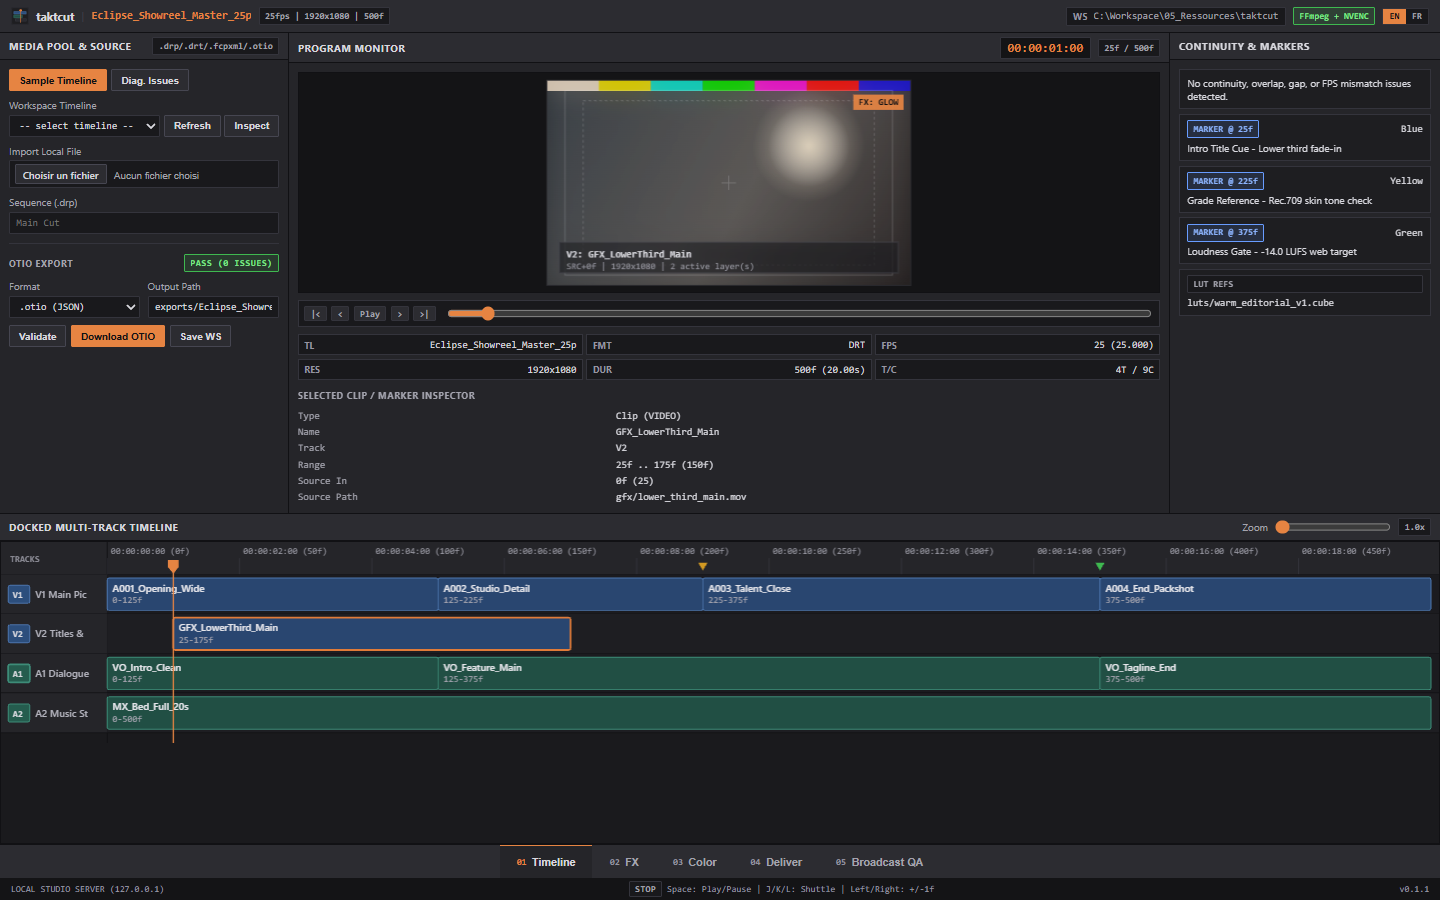 taktcut Eclipse_Showreel_Master_25p 25fps | 1920x1080 | 500f WS C:\Workspace\05_Ressources\taktcut FFmpeg + NVENC EN FR
MEDIA POOL & SOURCE .drp/.drt/.fcpxml/.otio
Sample Timeline Diag. Issues
Workspace Timeline
-- select timeline -- Refresh Inspect
Import Local File
Choisir un fichier Aucun fichier choisi
Sequence (.drp)
Main Cut
OTIO EXPORT PASS (0 ISSUES)
Format Output Path
.otio (JSON) exports/Eclipse_Showre
Validate Download OTIO Save WS
PROGRAM MONITOR 00:00:01:00 25f / 500f
FX: GLOW
V2: GFX_LowerThird_Main
SRC+0f | 1920x1080 | 2 active layer(s)
|< < Play > >|
TL Eclipse_Showreel_Master_25p FMT DRT FPS 25 (25.000)
RES 1920x1080 DUR 500f (20.00s) T/C 4T / 9C
SELECTED CLIP / MARKER INSPECTOR
Type Clip (VIDEO)
Name GFX_LowerThird_Main
Track V2
Range 25f .. 175f (150f)
Source In 0f (25)
Source Path gfx/lower_third_main.mov
CONTINUITY & MARKERS
No continuity, overlap, gap, or FPS mismatch issues
detected.
MARKER @ 25f Blue
Intro Title Cue - Lower third fade-in
MARKER @ 225f Yellow
Grade Reference - Rec.709 skin tone check
MARKER @ 375f Green
Loudness Gate - -14.0 LUFS web target
LUT REFS
luts/warm_editorial_v1.cube
DOCKED MULTI-TRACK TIMELINE Zoom 1.0x
TRACKS 00:00:00:00 (0f) 00:00:02:00 (50f) 00:00:04:00 (100f) 00:00:06:00 (150f) 00:00:08:00 (200f) 00:00:10:00 (250f) 00:00:12:00 (300f) 00:00:14:00 (350f) 00:00:16:00 (400f) 00:00:18:00 (450f)
V1 V1 Main Pic A001_Opening_Wide A002_Studio_Detail A003_Talent_Close A004_End_Packshot
0-125f 125-225f 225-375f 375-500f
V2 V2 Titles & GFX_LowerThird_Main
25-175f
A1 A1 Dialogue VO_Intro_Clean VO_Feature_Main VO_Tagline_End
0-125f 125-375f 375-500f
A2 A2 Music St MX_Bed_Full_20s
0-500f
01 Timeline 02 FX 03 Color 04 Deliver 05 Broadcast QA
LOCAL STUDIO SERVER (127.0.0.1) STOP Space: Play/Pause | J/K/L: Shuttle | Left/Right: +/-1f v0.1.1